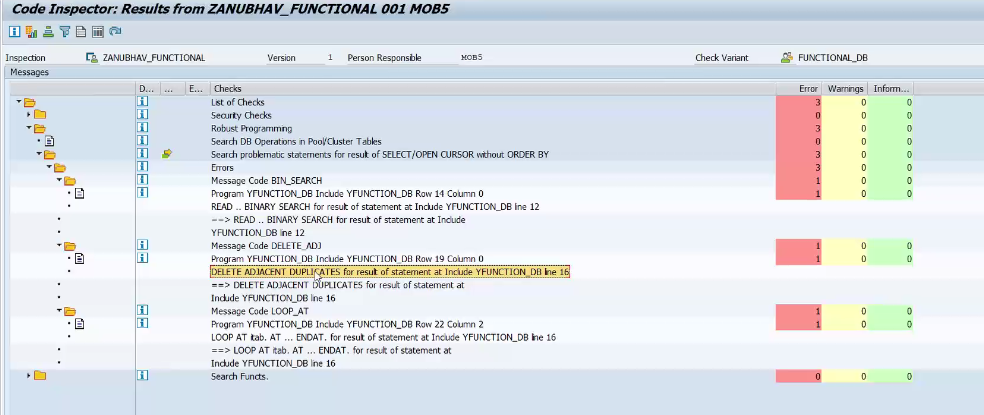 Code Inspector: Results from ZANUBHAV_FUNCTIONAL 001 MOB5
Inspection ZANUBHAV_FUNCTIONAL Version 1 Person Responsible MOB5 Check Variant FUNCTIONAL_DB
Messages
D... ... E... Checks Error Warnings Inform...
List of Checks 3 0 0
Security Checks 0 0 0
Robust Programming 3 0 0
Search DB Operations in Pool/Cluster Tables 0 0 0
Search problematic statements for result of SELECT/OPEN CURSOR without ORDER BY 3 0 0
Errors 3 0 0
Message Code BIN_SEARCH 1 0 0
Program YFUNCTION_DB Include YFUNCTION_DB Row 14 Column 0 1 0 0
READ .. BINARY SEARCH for result of statement at Include YFUNCTION_DB line 12
==> READ .. BINARY SEARCH for result of statement at Include
YFUNCTION_DB line 12
Message Code DELETE_ADJ 1 0 0
Program YFUNCTION_DB Include YFUNCTION_DB Row 19 Column 0 1 0 0
DELETE ADJACENT DUPLICATES for result of statement at Include YFUNCTION_DB line 16
==> DELETE ADJACENT DUPLICATES for result of statement at
Include YFUNCTION_DB line 16
Message Code LOOP_AT 1 0 0
Program YFUNCTION_DB Include YFUNCTION_DB Row 22 Column 2 1 0 0
LOOP AT itab. AT ... ENDAT. for result of statement at Include YFUNCTION_DB line 16
==> LOOP AT itab. AT ... ENDAT. for result of statement at
Include YFUNCTION_DB line 16
Search Functs. 0 0 0